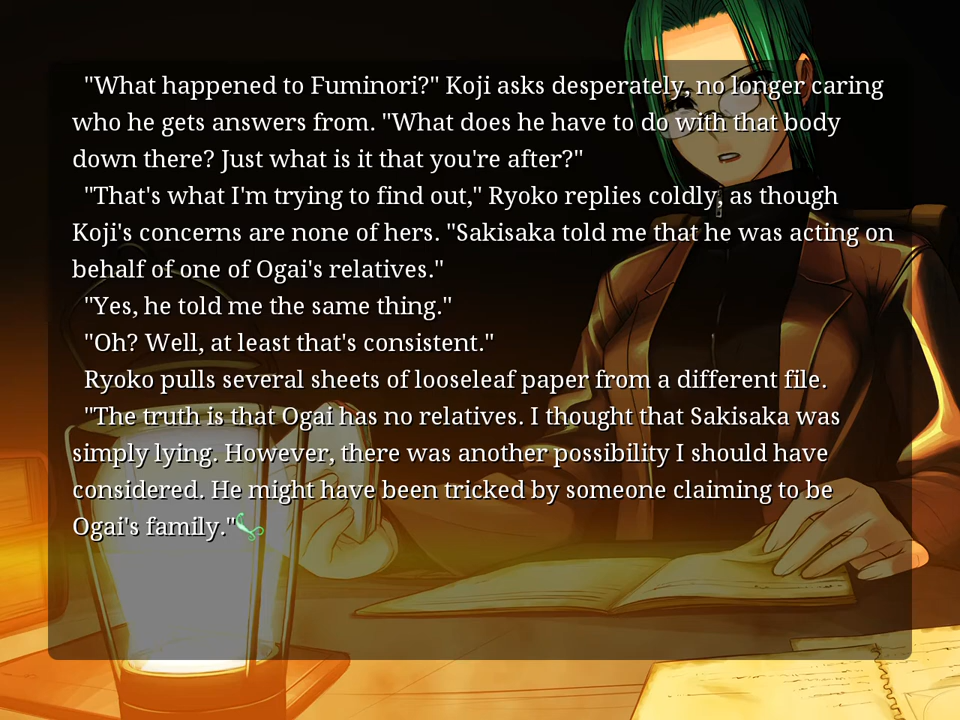 "What happened to Fuminori?" Koji asks desperately, no longer caring
who he gets answers from. "What does he have to do with that body
down there? Just what is it that you're after?"
"That's what I'm trying to find out," Ryoko replies coldly, as though
Koji's concerns are none of hers. "Sakisaka told me that he was acting on
behalf of one of Ogai's relatives."
"Yes, he told me the same thing."
"Oh? Well, at least that's consistent."
Ryoko pulls several sheets of looseleaf paper from a different file.
"The truth is that Ogai has no relatives. I thought that Sakisaka was
simply lying. However, there was another possibility I should have
considered. He might have been tricked by someone claiming to be
Ogai's family."